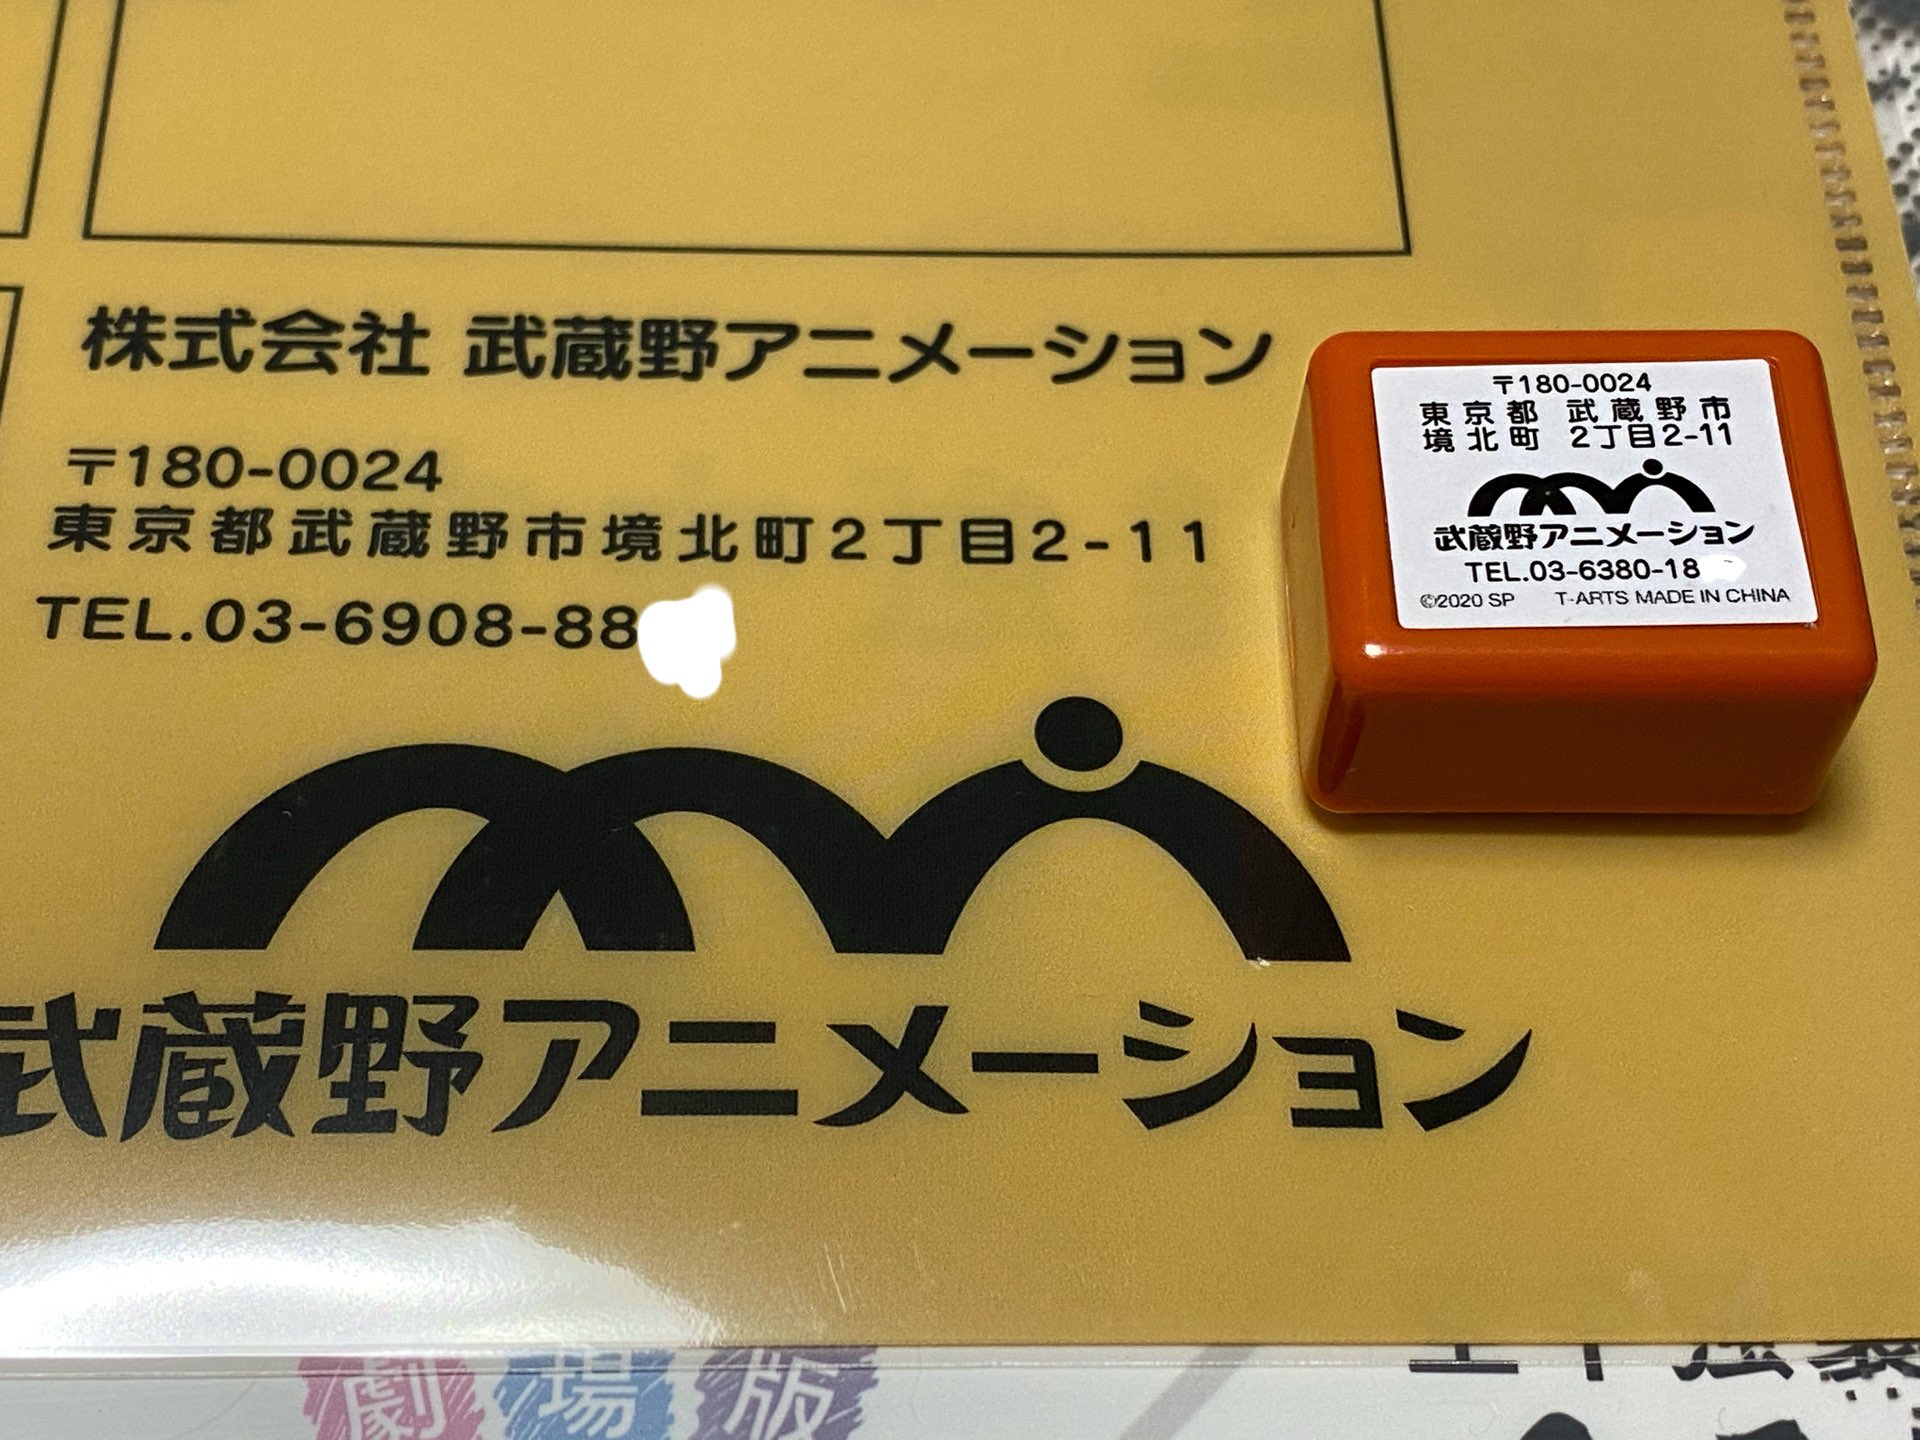 株式会社 武蔵野アニメーション
〒180-0024
東京都武蔵野市境北町2丁目2-11
TEL.03-6908-88
武蔵野アニメーション
〒180-0024
東京都 武蔵野市
境北町 2丁目2-11
武蔵野アニメーション
TEL.03-6380-18
©2020 SP T-ARTS MADE IN CHINA
劇場版